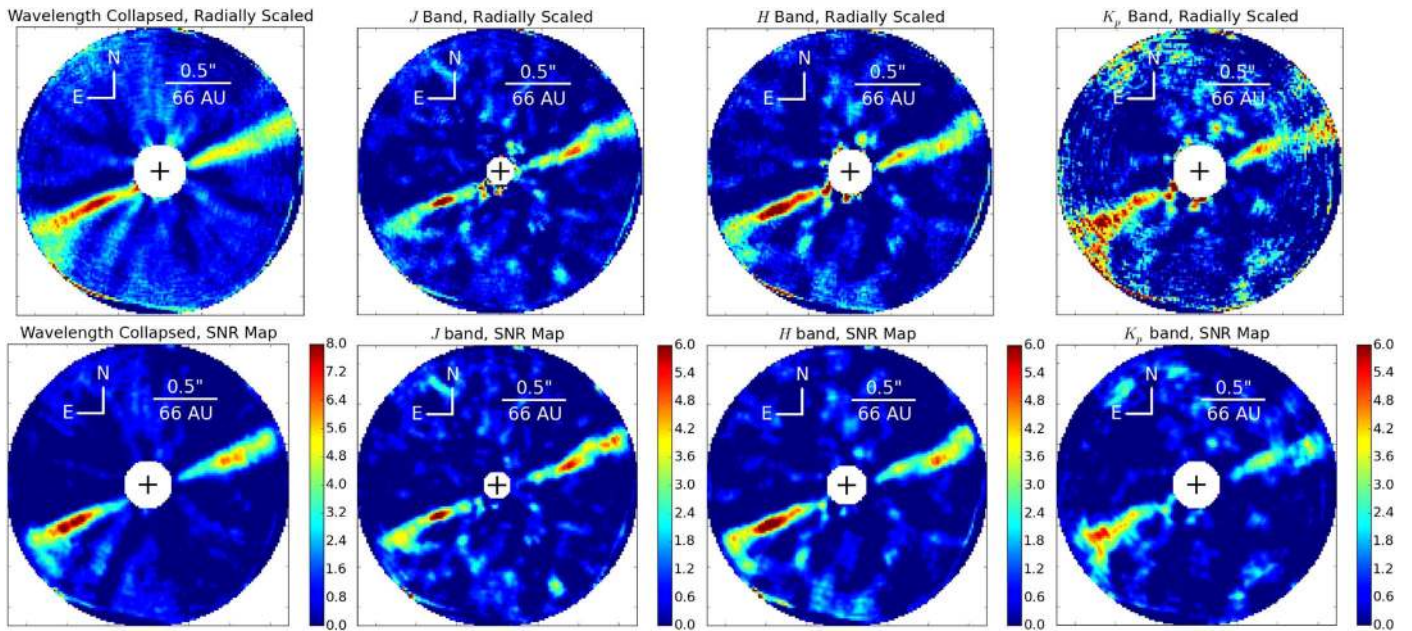 Wavelength Collapsed, Radially Scaled
J Band, Radially Scaled
H Band, Radially Scaled
K_p Band, Radially Scaled
N
E
0.5"
66 AU
N
E
0.5"
66 AU
N
E
0.5"
66 AU
N
E
0.5"
66 AU
Wavelength Collapsed, SNR Map
J band, SNR Map
H band, SNR Map
K_p band, SNR Map
N
E
0.5"
66 AU
8.0
7.2
6.4
5.6
4.8
4.0
3.2
2.4
1.6
0.8
0.0
N
E
0.5"
66 AU
6.0
5.4
4.8
4.2
3.6
3.0
2.4
1.8
1.2
0.6
0.0
N
E
0.5"
66 AU
6.0
5.4
4.8
4.2
3.6
3.0
2.4
1.8
1.2
0.6
0.0
N
E
0.5"
66 AU
6.0
5.4
4.8
4.2
3.6
3.0
2.4
1.8
1.2
0.6
0.0